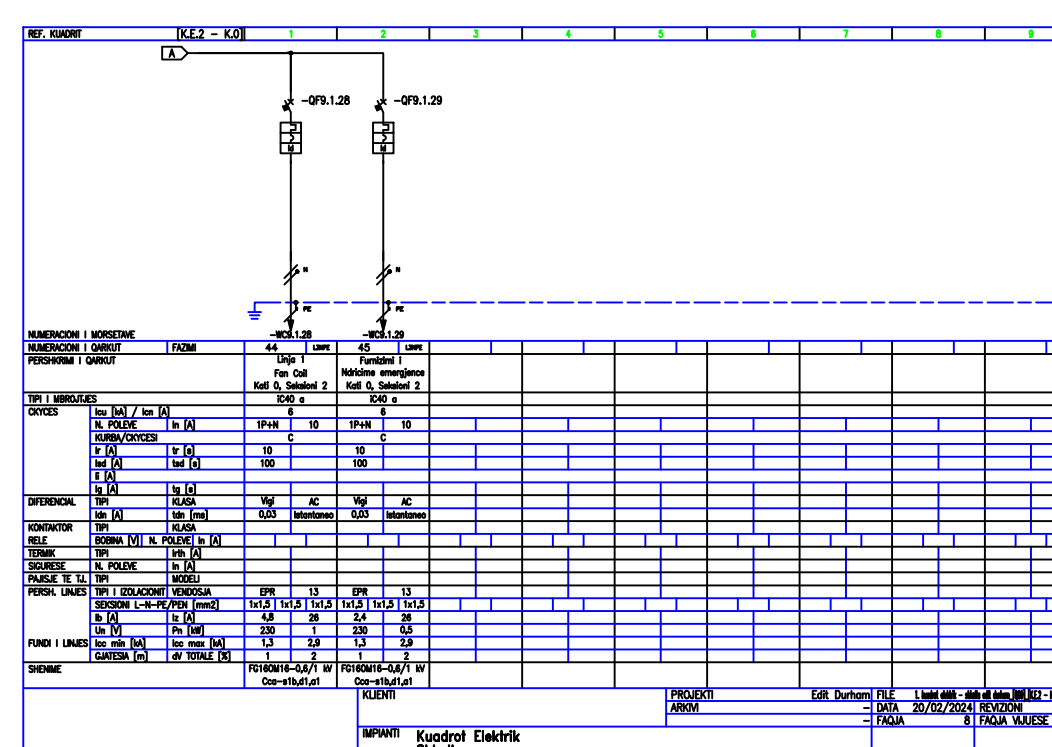 REF. KUADRIT [K.E.2 - K.0] 1 2 3 4 5 6 7 8 9
A
-QF9.1.28 -QF9.1.29
Id Id
N N
PE PE
NUMERACIONI I MORSETAVE -WC9.1.28 -WC9.1.29
NUMERACIONI I QARKUT FAZIMI 44 L3NPE 45 L3NPE
PERSHKRIMI I QARKUT Linja 1 Furnizimi i
Fan Coil Ndricime emergjence
Kati 0, Seksioni 2 Kati 0, Seksioni 2
TIPI I MBROJTJES iC40 a iC40 a
CKYCES Icu [kA] / Icn [A] 6 6
N. POLEVE In [A] 1P+N 10 1P+N 10
KURBA/CKYCESI C C
Ir [A] tr [s] 10 10
Isd [A] tsd [s] 100 100
Ii [A]
Ig [A] tg [s]
DIFERENCIAL TIPI KLASA Vigi AC Vigi AC
Idn [A] tdn [ms] 0,03 Istantaneo 0,03 Istantaneo
KONTAKTOR TIPI KLASA
RELE BOBINA [V] N. POLEVE In [A]
TERMIK TIPI Irth [A]
SIGURESE N. POLEVE In [A]
PAJISJE TE TJ. TIPI MODELI
PERSH. LINJES TIPI I IZOLACIONIT VENDOSJA EPR 13 EPR 13
SEKSIONI L-N-PE/PEN [mm2] 1x1,5 1x1,5 1x1,5 1x1,5 1x1,5 1x1,5
Ib [A] Iz [A] 4,8 26 2,4 26
Un [V] Pn [kW] 230 1 230 0,5
FUNDI I LINJES Icc min [kA] Icc max [kA] 1,3 2,9 1,3 2,9
GJATESIA [m] dV TOTALE [%] 1 2 1 2
SHENIME FG16OM16-0,6/1 kV FG16OM16-0,6/1 kV
Cca-s1b,d1,a1 Cca-s1b,d1,a1
KLIENTI PROJEKTI Edit Durham FILE
ARKIVI - DATA 20/02/2024 REVIZIONI
- FAQJA 8 FAQJA VIJUESE
IMPIANTI Kuadrot Elektrik